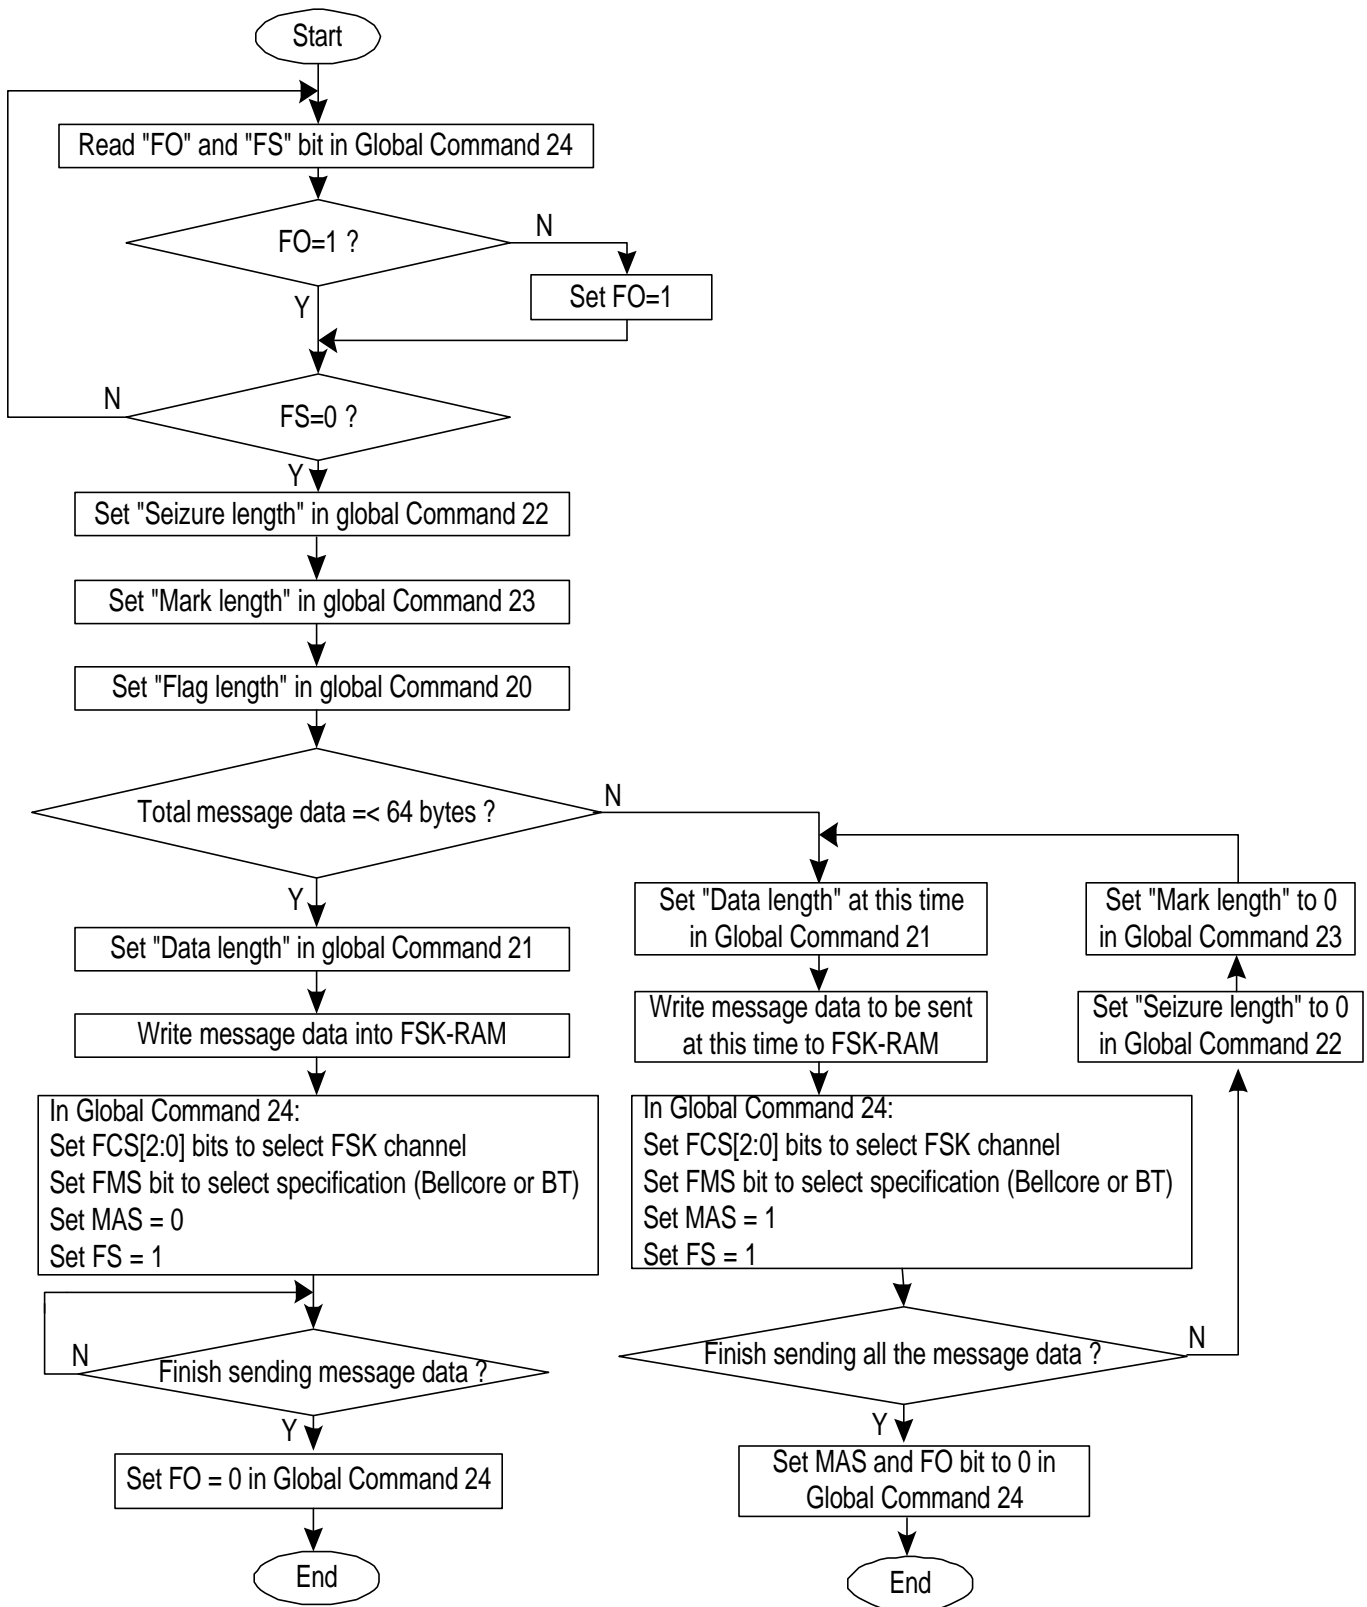 Start
Read "FO" and "FS" bit in Global Command 24
FO=1 ?
N
Set FO=1
Y
N
FS=0 ?
Y
Set "Seizure length" in global Command 22
Set "Mark length" in global Command 23
Set "Flag length" in global Command 20
Total message data =< 64 bytes ?
N
Y
Set "Data length" in global Command 21
Write message data into FSK-RAM
In Global Command 24:
Set FCS[2:0] bits to select FSK channel
Set FMS bit to select specification (Bellcore or BT)
Set MAS = 0
Set FS = 1
N
Finish sending message data ?
Y
Set FO = 0 in Global Command 24
End
Set "Data length" at this time
in Global Command 21
Write message data to be sent
at this time to FSK-RAM
In Global Command 24:
Set FCS[2:0] bits to select FSK channel
Set FMS bit to select specification (Bellcore or BT)
Set MAS = 1
Set FS = 1
Finish sending all the message data ?
N
Y
Set MAS and FO bit to 0 in
Global Command 24
End
Set "Mark length" to 0
in Global Command 23
Set "Seizure length" to 0
in Global Command 22